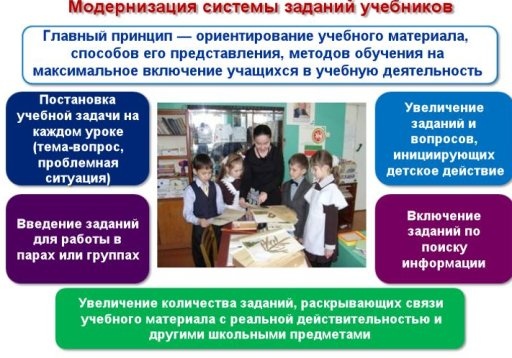 Модернизация системы заданий учебников
Главный принцип — ориентирование учебного материала,
способов его представления, методов обучения на
максимальное включение учащихся в учебную деятельность
Постановка
учебной задачи на
каждом уроке
(тема-вопрос,
проблемная
ситуация)
Увеличение
заданий и
вопросов,
инициирующих
детское действие
Введение заданий
для работы в
парах или группах
Включение
заданий по
поиску
информации
Увеличение количества заданий, раскрывающих связи
учебного материала с реальной действительностью и
другими школьными предметами